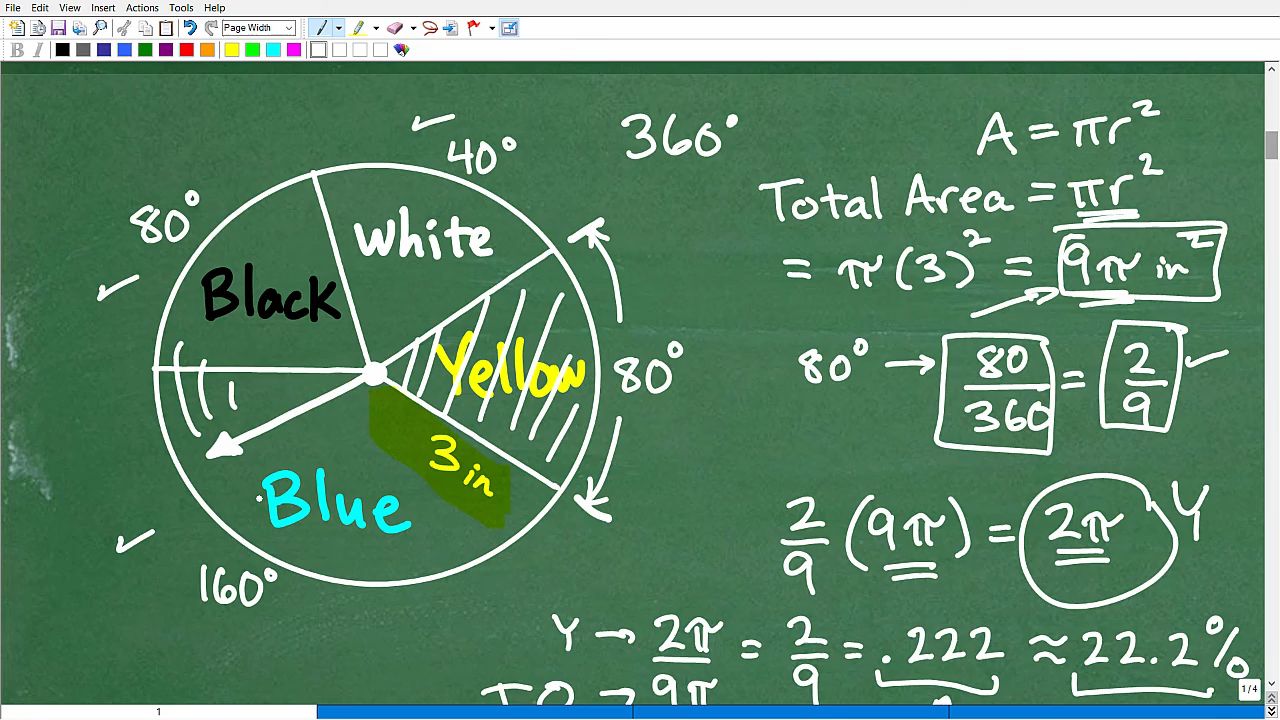 File Edit View Insert Actions Tools Help
Page Width
B I
40°
360°
A = πr²
80°
Total Area = πr²
White
= π(3)² = 9π in²
Black
Yellow
80°
80° → 80/360 = 2/9
3 in
Blue
2/9 (9π) = 2π Y
160°
Y → 2π/9π = 2/9 = .222 ≈ 22.2%
1/4
1